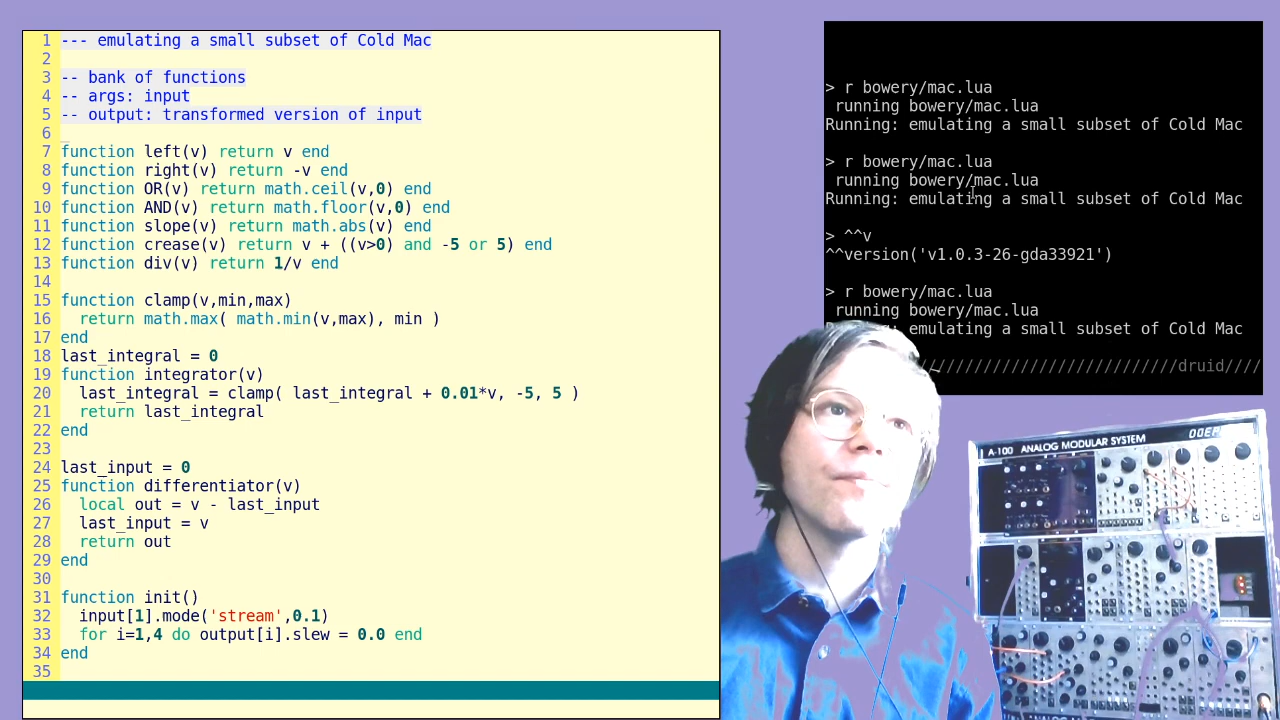 1 --- emulating a small subset of Cold Mac
2
3 -- bank of functions
4 -- args: input
5 -- output: transformed version of input
6
7 function left(v) return v end
8 function right(v) return -v end
9 function OR(v) return math.ceil(v,0) end
10 function AND(v) return math.floor(v,0) end
11 function slope(v) return math.abs(v) end
12 function crease(v) return v + ((v>0) and -5 or 5) end
13 function div(v) return 1/v end
14
15 function clamp(v,min,max)
16   return math.max( math.min(v,max), min )
17 end
18 last_integral = 0
19 function integrator(v)
20   last_integral = clamp( last_integral + 0.01*v, -5, 5 )
21   return last_integral
22 end
23
24 last_input = 0
25 function differentiator(v)
26   local out = v - last_input
27   last_input = v
28   return out
29 end
30
31 function init()
32   input[1].mode('stream',0.1)
33   for i=1,4 do output[i].slew = 0.0 end
34 end
35
> r bowery/mac.lua
running bowery/mac.lua
Running: emulating a small subset of Cold Mac
> r bowery/mac.lua
running bowery/mac.lua
Running: emulating a small subset of Cold Mac
> ^^v
^^version('v1.0.3-26-gda33921')
> r bowery/mac.lua
running bowery/mac.lua
emulating a small subset of Cold Mac
/////////////////////////////druid////
A-100 ANALOG MODULAR SYSTEM